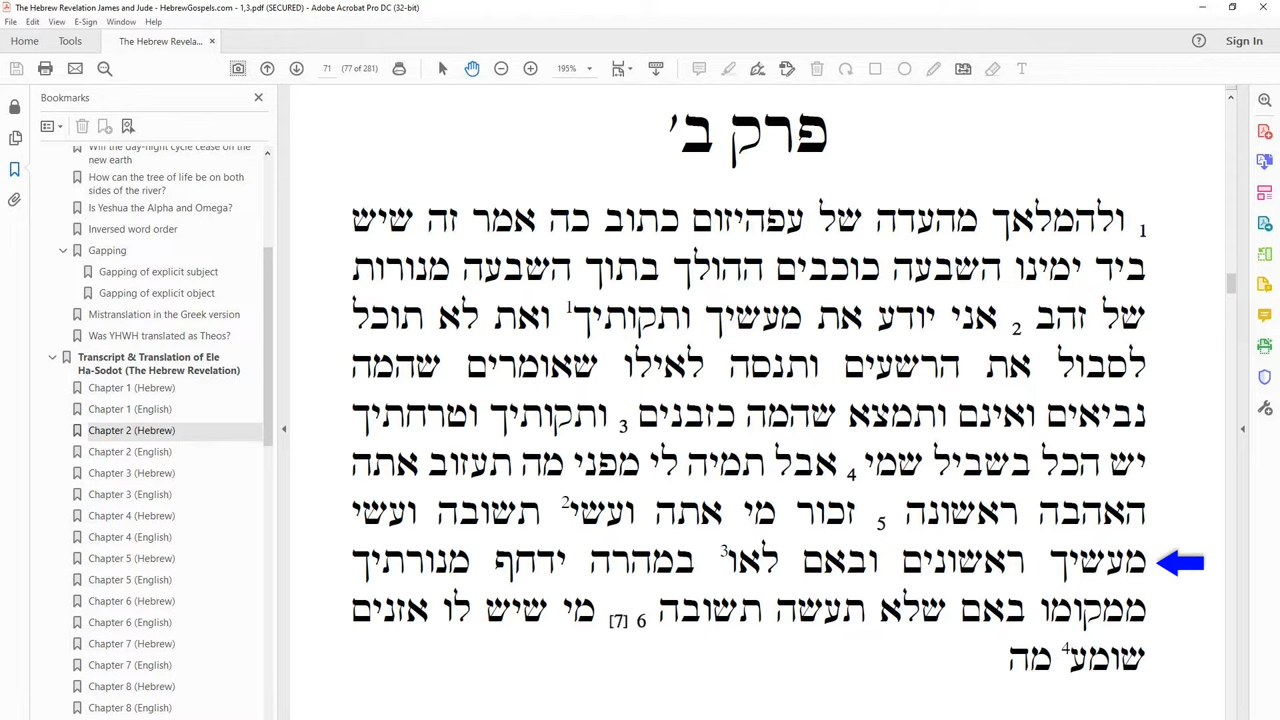 The Hebrew Revelation James and Jude - HebrewGospels.com - 1,3.pdf (SECURED) - Adobe Acrobat Pro DC (32-bit)
File Edit View E-Sign Window Help
Home Tools The Hebrew Revela... × Sign In
71 (77 of 281) 195%
Bookmarks
Will the day-night cycle cease on the
new earth
How can the tree of life be on both
sides of the river?
Is Yeshua the Alpha and Omega?
Inversed word order
Gapping
Gapping of explicit subject
Gapping of explicit object
Mistranslation in the Greek version
Was YHWH translated as Theos?
Transcript & Translation of Ele
Ha-Sodot (The Hebrew Revelation)
Chapter 1 (Hebrew)
Chapter 1 (English)
Chapter 2 (Hebrew)
Chapter 2 (English)
Chapter 3 (Hebrew)
Chapter 3 (English)
Chapter 4 (Hebrew)
Chapter 4 (English)
Chapter 5 (Hebrew)
Chapter 5 (English)
Chapter 6 (Hebrew)
Chapter 6 (English)
Chapter 7 (Hebrew)
Chapter 7 (English)
Chapter 8 (Hebrew)
Chapter 8 (English)
פרק ב'
1 ולהמלאך מהעדה של עפהיזום כתוב כה אמר זה שיש
ביד ימינו השבעה כוכבים ההולך בתוך השבעה מנורות
של זהב 2 אני יודע את מעשיך ותקותיך1 ואת לא תוכל
לסבול את הרשעים ותנסה לאילו שאומרים שהמה
נביאים ואינם ותמצא שהמה כזבנים 3 ותקותיך וטרחתיך
יש הכל בשביל שמי 4 אבל תמיה לי מפני מה תעזוב אתה
האהבה ראשונה 5 זכור מי אתה ועשי2 תשובה ועשי
מעשיך ראשונים ובאם לאו3 במהרה ידחף מנורתיך
ממקומו באם שלא תעשה תשובה 6 [7] מי שיש לו אזנים
שומע4 מה